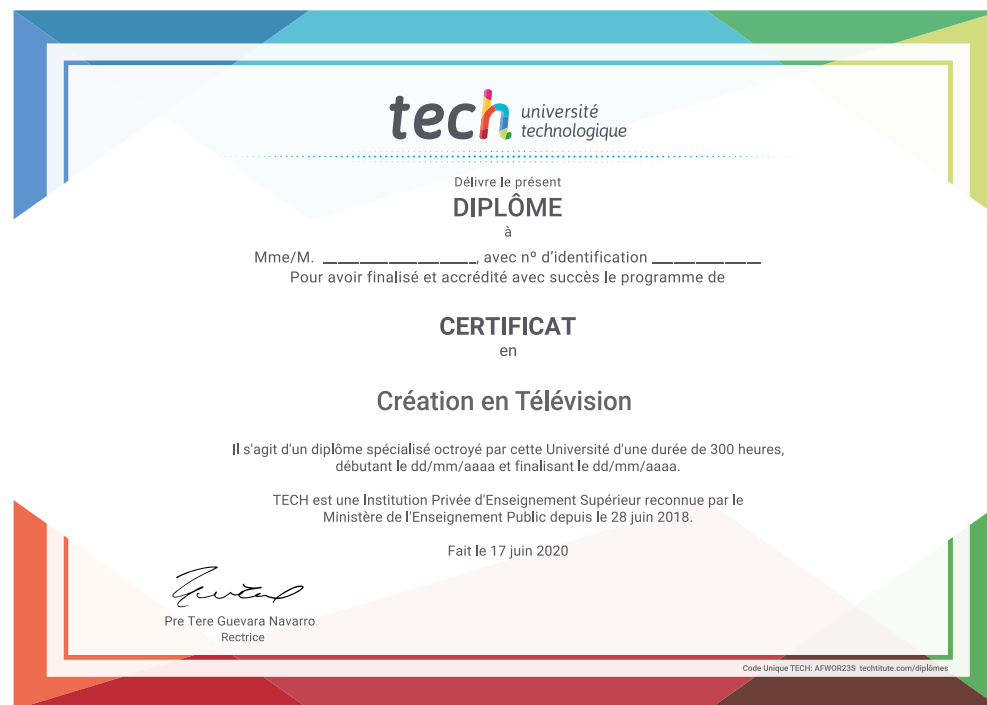 tech université
technologique
Délivre le présent
DIPLÔME
à
Mme/M. ____________________, avec nº d'identification ______________
Pour avoir finalisé et accrédité avec succès le programme de
CERTIFICAT
en
Création en Télévision
Il s'agit d'un diplôme spécialisé octroyé par cette Université d'une durée de 300 heures,
débutant le dd/mm/aaaa et finalisant le dd/mm/aaaa.
TECH est une Institution Privée d'Enseignement Supérieur reconnue par le
Ministère de l'Enseignement Public depuis le 28 juin 2018.
Fait le 17 juin 2020
Pre Tere Guevara Navarro
Rectrice
Code Unique TECH: AFWOR23S techtitute.com/diplômes